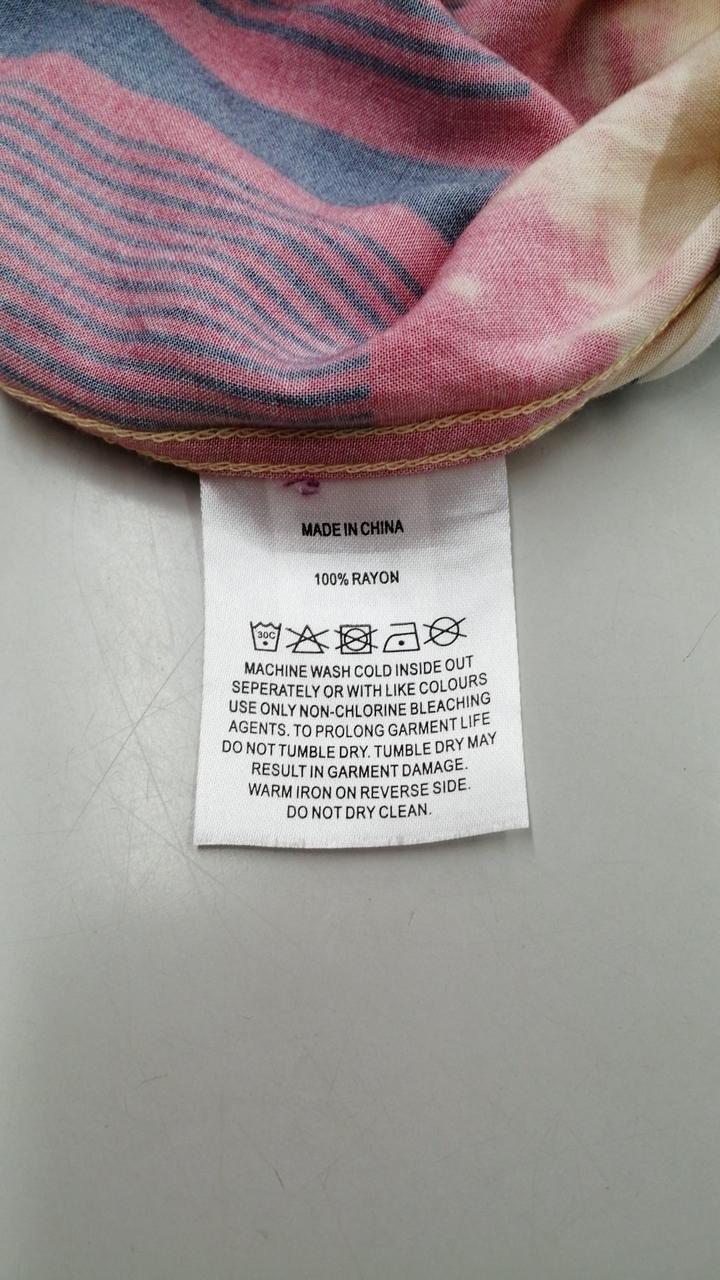 MADE IN CHINA
100% RAYON
30C
MACHINE WASH COLD INSIDE OUT
SEPERATELY OR WITH LIKE COLOURS
USE ONLY NON-CHLORINE BLEACHING
AGENTS. TO PROLONG GARMENT LIFE
DO NOT TUMBLE DRY. TUMBLE DRY MAY
RESULT IN GARMENT DAMAGE.
WARM IRON ON REVERSE SIDE.
DO NOT DRY CLEAN.